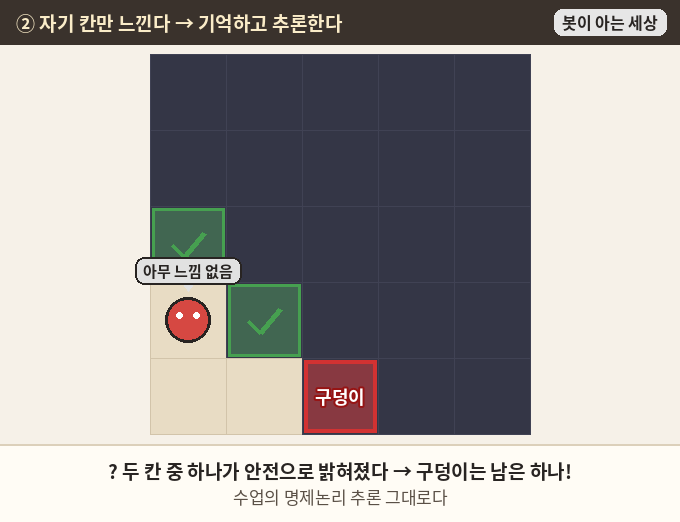 ② 자기 칸만 느낀다 → 기억하고 추론한다
봇이 아는 세상
아무 느낌 없음
구덩이
? 두 칸 중 하나가 안전으로 밝혀졌다 → 구덩이는 남은 하나!
수업의 명제논리 추론 그대로다